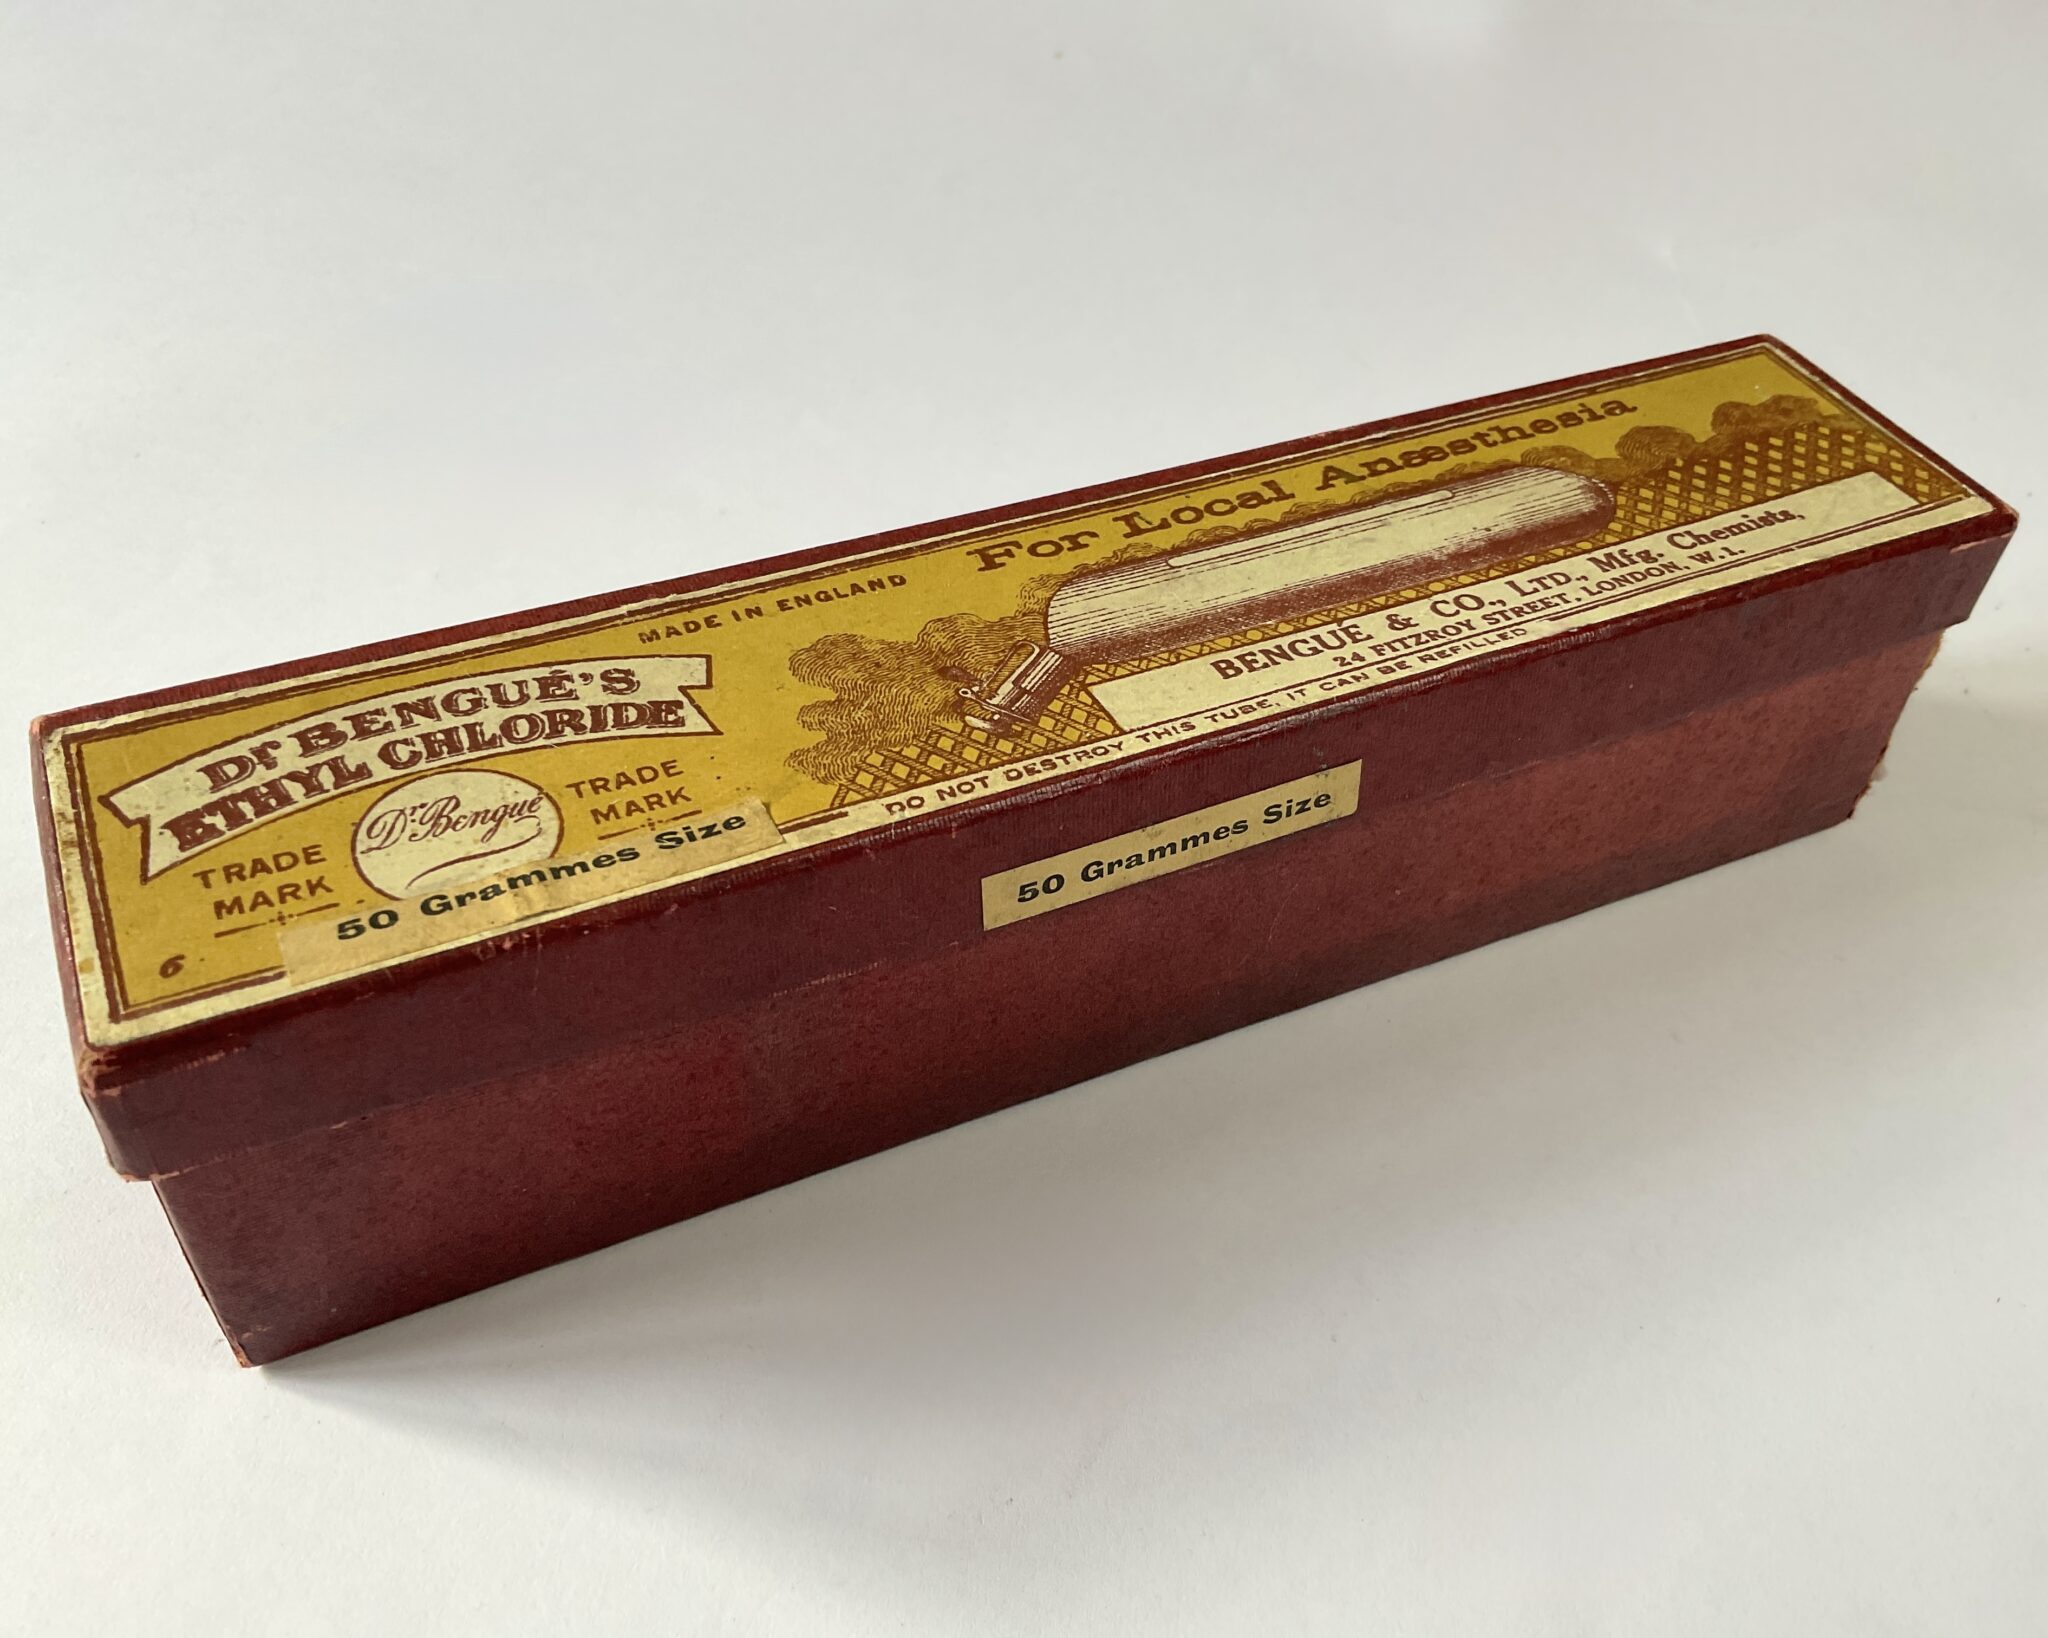 Dr BENGUÉ'S
ETHYL CHLORIDE
TRADE
MARK
Dr. Bengué
TRADE
MARK
50 Grammes Size
6
MADE IN ENGLAND
For Local Anæsthesia
BENGUÉ & CO., LTD., Mfg. Chemists,
24 FITZROY STREET, LONDON, W.1.
DO NOT DESTROY THIS TUBE, IT CAN BE REFILLED
50 Grammes Size